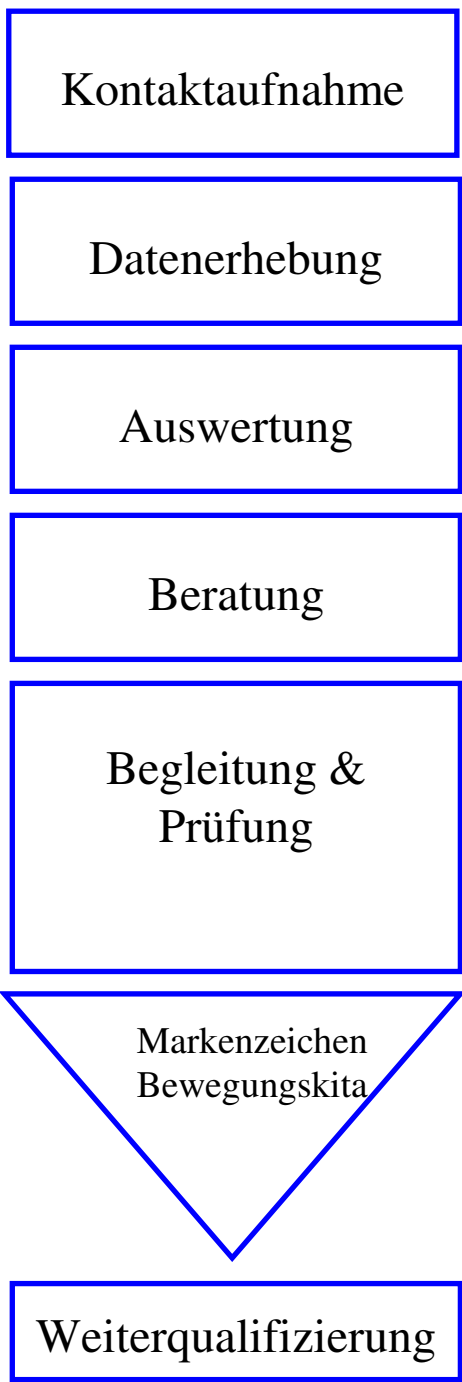 Kontaktaufnahme
Datenerhebung
Auswertung
Beratung
Begleitung &
Prüfung
Markenzeichen
Bewegungskita
Weiterqualifizierung